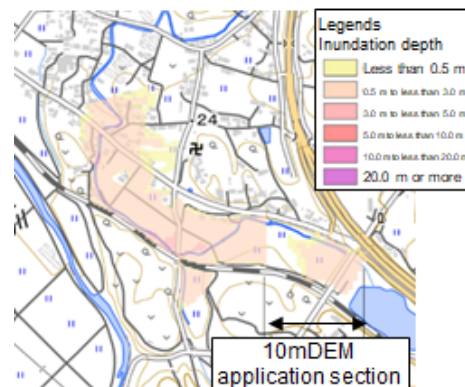 Legends
Inundation depth
Less than 0.5 m
0.5 m to less than 3.0 m
3.0 m to less than 5.0 m
5.0 m to less than 10.0 m
10.0 m to less than 20.0 m
20.0 m or more
24
10mDEM
application section